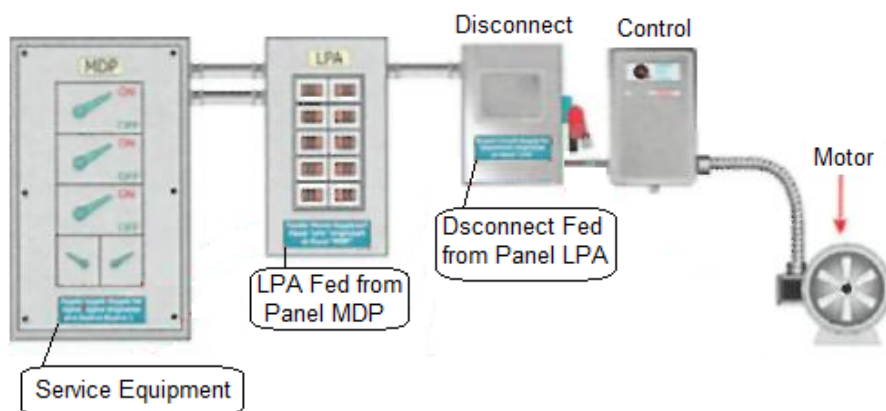 Disconnect
Control
MDP
LPA
ON
OFF
ON
OFF
ON
OFF
Motor
Dsconnect Fed
from Panel LPA
LPA Fed from
Panel MDP
Service Equipment